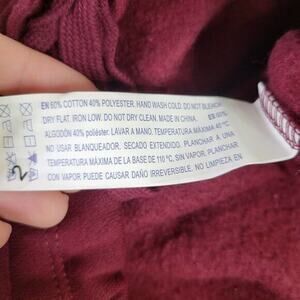 EN 60% COTTON 40% POLYESTER. HAND WASH COLD. DO NOT BLEACH
DRY FLAT. IRON LOW. DO NOT DRY CLEAN. MADE IN CHINA.
ALGODÓN 40% poliéster. LAVAR A MANO. TEMPERATURA MÁXIMA 40 °C.
NO USAR BLANQUEADOR. SECADO EXTENDIDO. PLANCHAR A UNA
TEMPERATURA MÁXIMA DE LA BASE DE 110 °C, SIN VAPOR. PLANCHAR
CON VAPOR PUEDE CAUSAR DAÑO IRREVERSIBLE. NO LIMPIEZA EN